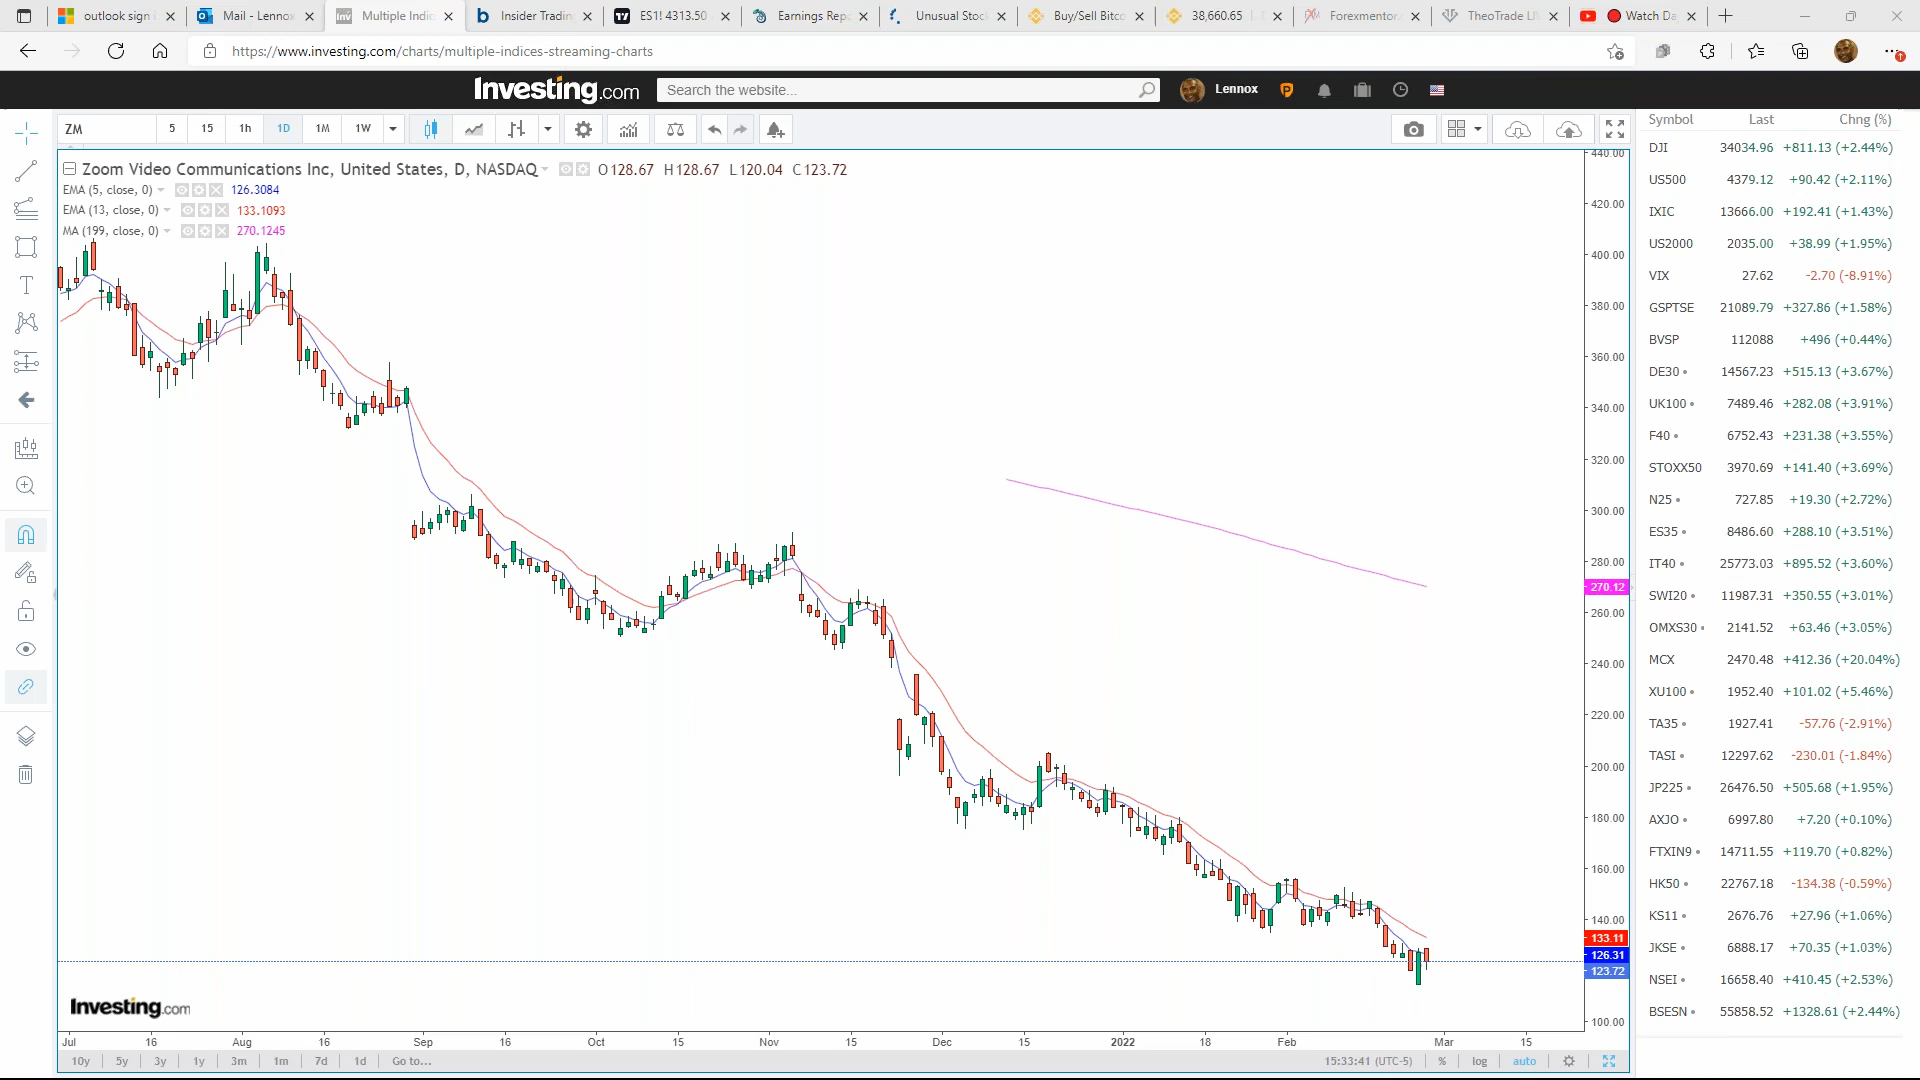 outlook sign i
Mail - Lennox
Multiple Indic
Insider Tradin
ES1! 4313.50
Earnings Repo
Unusual Stock
Buy/Sell Bitco
38,660.65
Forexmentor.
TheoTrade LI
Watch Da
https://www.investing.com/charts/multiple-indices-streaming-charts
Investing.com
Search the website...
Lennox
ZM 5 15 1h 1D 1M 1W
Zoom Video Communications Inc, United States, D, NASDAQ O128.67 H128.67 L120.04 C123.72
EMA (5, close, 0) 126.3084
EMA (13, close, 0) 133.1093
MA (199, close, 0) 270.1245
440.00
420.00
400.00
380.00
360.00
340.00
320.00
300.00
280.00
270.12
260.00
240.00
220.00
200.00
180.00
160.00
140.00
133.11
126.31
123.72
100.00
Investing.com
Jul 16 Aug 16 Sep 16 Oct 15 Nov 15 Dec 15 2022 18 Feb Mar 15
10y 5y 3y 1y 3m 1m 7d 1d Go to... 15:33:41 (UTC-5) % log auto
Symbol Last Chng (%)
DJI 34034.96 +811.13 (+2.44%)
US500 4379.12 +90.42 (+2.11%)
IXIC 13666.00 +192.41 (+1.43%)
US2000 2035.00 +38.99 (+1.95%)
VIX 27.62 -2.70 (-8.91%)
GSPTSE 21089.79 +327.86 (+1.58%)
BVSP 112088 +496 (+0.44%)
DE30 14567.23 +515.13 (+3.67%)
UK100 7489.46 +282.08 (+3.91%)
F40 6752.43 +231.38 (+3.55%)
STOXX50 3970.69 +141.40 (+3.69%)
N25 727.85 +19.30 (+2.72%)
ES35 8486.60 +288.10 (+3.51%)
IT40 25773.03 +895.52 (+3.60%)
SWI20 11987.31 +350.55 (+3.01%)
OMXS30 2141.52 +63.46 (+3.05%)
MCX 2470.48 +412.36 (+20.04%)
XU100 1952.40 +101.02 (+5.46%)
TA35 1927.41 -57.76 (-2.91%)
TASI 12297.62 -230.01 (-1.84%)
JP225 26476.50 +505.68 (+1.95%)
AXJO 6997.80 +7.20 (+0.10%)
FTXIN9 14711.55 +119.70 (+0.82%)
HK50 22767.18 -134.38 (-0.59%)
KS11 2676.76 +27.96 (+1.06%)
JKSE 6888.17 +70.35 (+1.03%)
NSEI 16658.40 +410.45 (+2.53%)
BSESN 55858.52 +1328.61 (+2.44%)